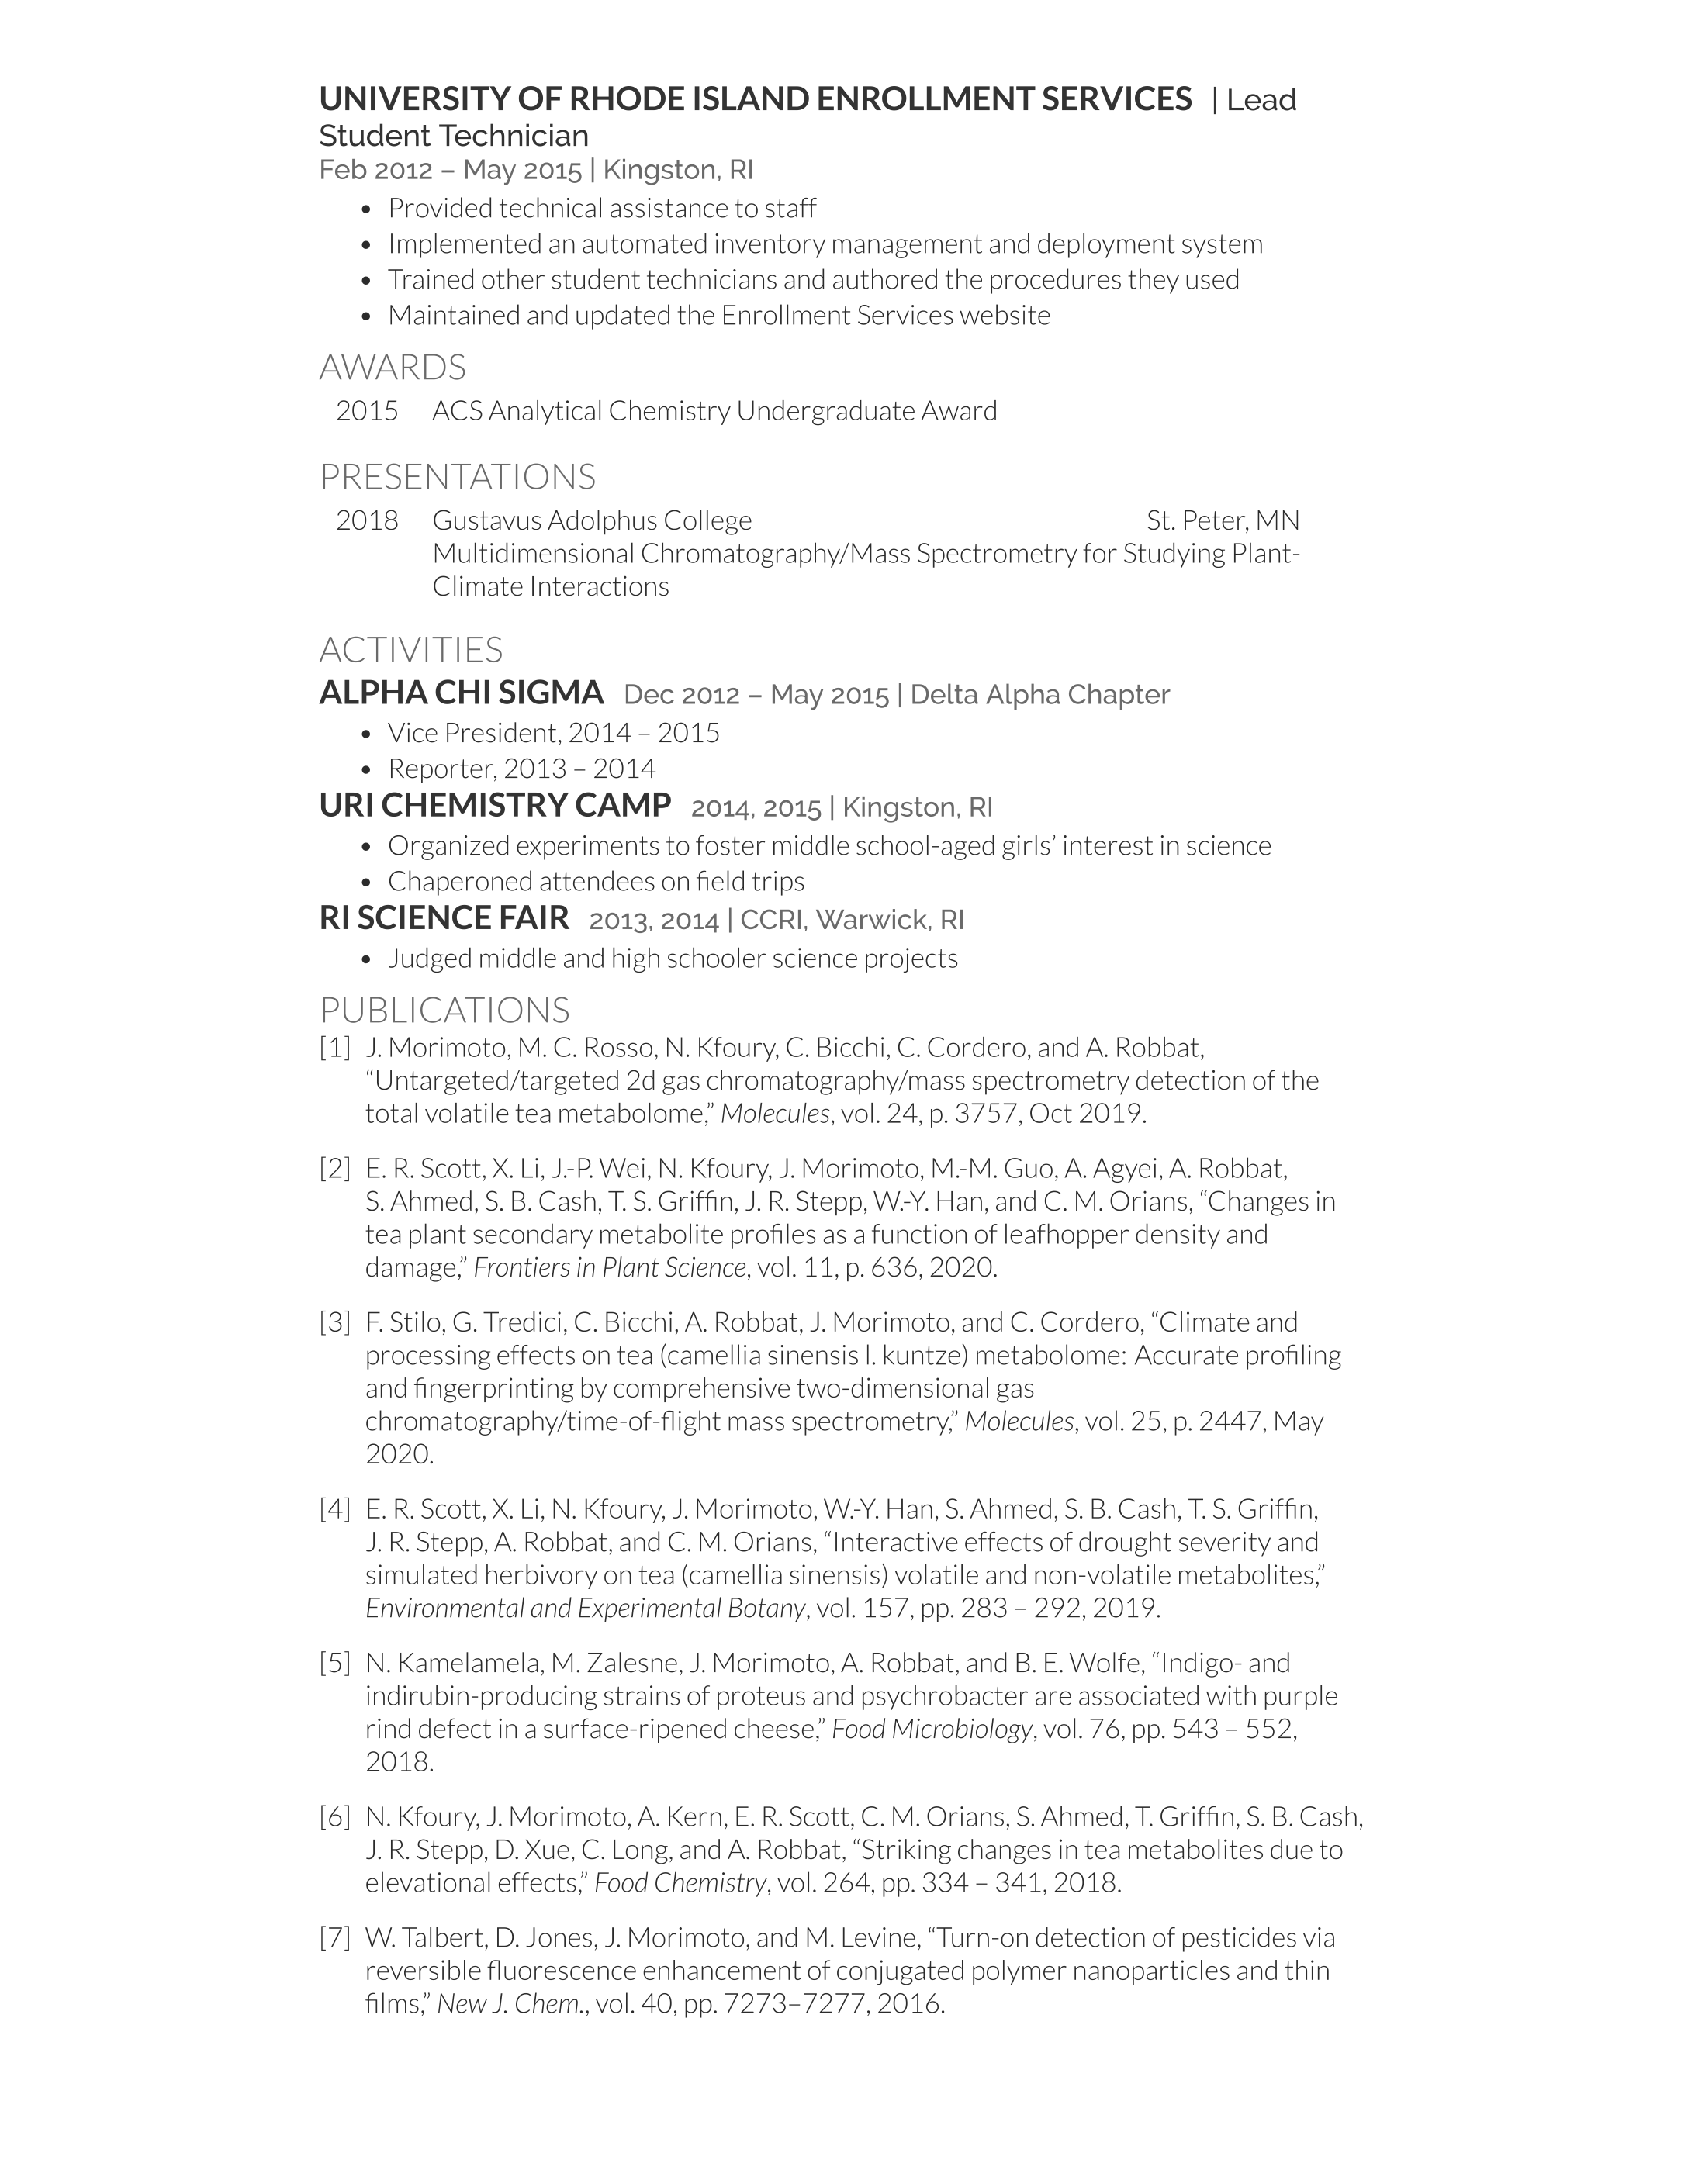 UNIVERSITY OF RHODE ISLAND ENROLLMENT SERVICES | Lead
Student Technician
Feb 2012 – May 2015 | Kingston, RI
• Provided technical assistance to staff
• Implemented an automated inventory management and deployment system
• Trained other student technicians and authored the procedures they used
• Maintained and updated the Enrollment Services website
AWARDS
2015 ACS Analytical Chemistry Undergraduate Award
PRESENTATIONS
2018 Gustavus Adolphus College St. Peter, MN
Multidimensional Chromatography/Mass Spectrometry for Studying Plant-
Climate Interactions
ACTIVITIES
ALPHA CHI SIGMA Dec 2012 – May 2015 | Delta Alpha Chapter
• Vice President, 2014 – 2015
• Reporter, 2013 – 2014
URI CHEMISTRY CAMP 2014, 2015 | Kingston, RI
• Organized experiments to foster middle school-aged girls’ interest in science
• Chaperoned attendees on field trips
RI SCIENCE FAIR 2013, 2014 | CCRI, Warwick, RI
• Judged middle and high schooler science projects
PUBLICATIONS
[1] J. Morimoto, M. C. Rosso, N. Kfoury, C. Bicchi, C. Cordero, and A. Robbat,
“Untargeted/targeted 2d gas chromatography/mass spectrometry detection of the
total volatile tea metabolome,” Molecules, vol. 24, p. 3757, Oct 2019.
[2] E. R. Scott, X. Li, J.-P. Wei, N. Kfoury, J. Morimoto, M.-M. Guo, A. Agyei, A. Robbat,
S. Ahmed, S. B. Cash, T. S. Griffin, J. R. Stepp, W.-Y. Han, and C. M. Orians, “Changes in
tea plant secondary metabolite profiles as a function of leafhopper density and
damage,” Frontiers in Plant Science, vol. 11, p. 636, 2020.
[3] F. Stilo, G. Tredici, C. Bicchi, A. Robbat, J. Morimoto, and C. Cordero, “Climate and
processing effects on tea (camellia sinensis l. kuntze) metabolome: Accurate profiling
and fingerprinting by comprehensive two-dimensional gas
chromatography/time-of-flight mass spectrometry,” Molecules, vol. 25, p. 2447, May
2020.
[4] E. R. Scott, X. Li, N. Kfoury, J. Morimoto, W.-Y. Han, S. Ahmed, S. B. Cash, T. S. Griffin,
J. R. Stepp, A. Robbat, and C. M. Orians, “Interactive effects of drought severity and
simulated herbivory on tea (camellia sinensis) volatile and non-volatile metabolites,”
Environmental and Experimental Botany, vol. 157, pp. 283 – 292, 2019.
[5] N. Kamelamela, M. Zalesne, J. Morimoto, A. Robbat, and B. E. Wolfe, “Indigo- and
indirubin-producing strains of proteus and psychrobacter are associated with purple
rind defect in a surface-ripened cheese,” Food Microbiology, vol. 76, pp. 543 – 552,
2018.
[6] N. Kfoury, J. Morimoto, A. Kern, E. R. Scott, C. M. Orians, S. Ahmed, T. Griffin, S. B. Cash,
J. R. Stepp, D. Xue, C. Long, and A. Robbat, “Striking changes in tea metabolites due to
elevational effects,” Food Chemistry, vol. 264, pp. 334 – 341, 2018.
[7] W. Talbert, D. Jones, J. Morimoto, and M. Levine, “Turn-on detection of pesticides via
reversible fluorescence enhancement of conjugated polymer nanoparticles and thin
films,” New J. Chem., vol. 40, pp. 7273–7277, 2016.